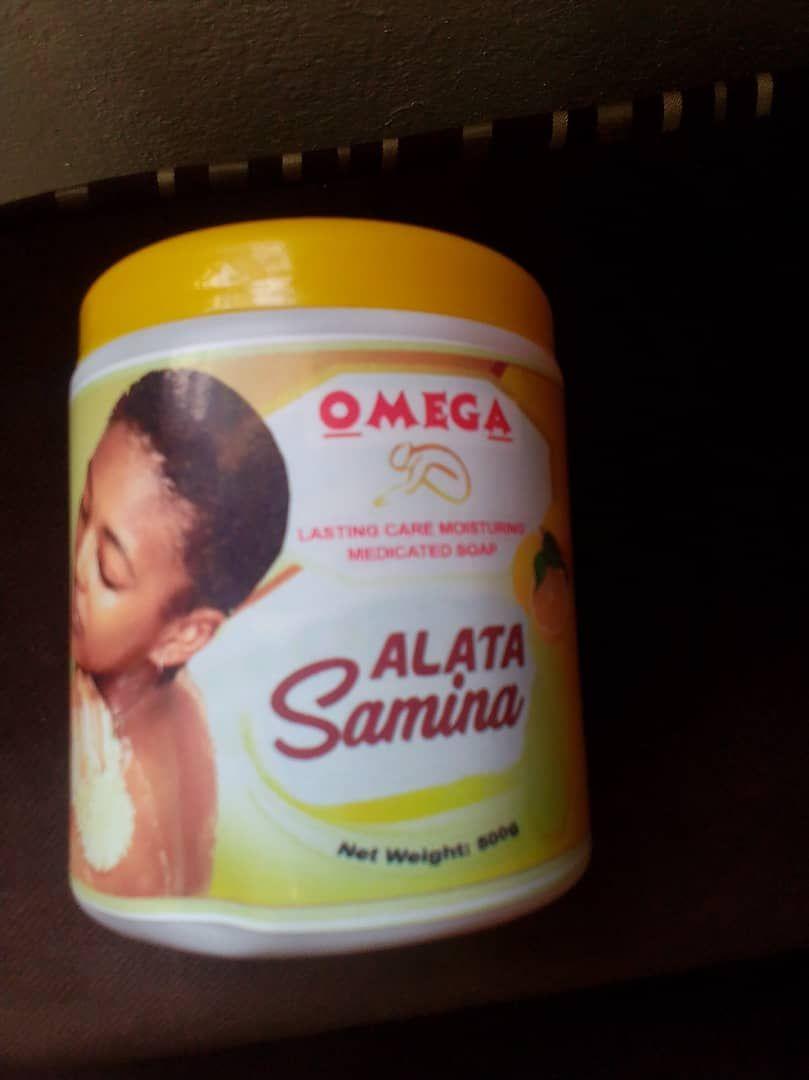 OMEGA
LASTING CARE MOISTURING
MEDICATED SOAP
ALATA
Samina
Net Weight: 500g